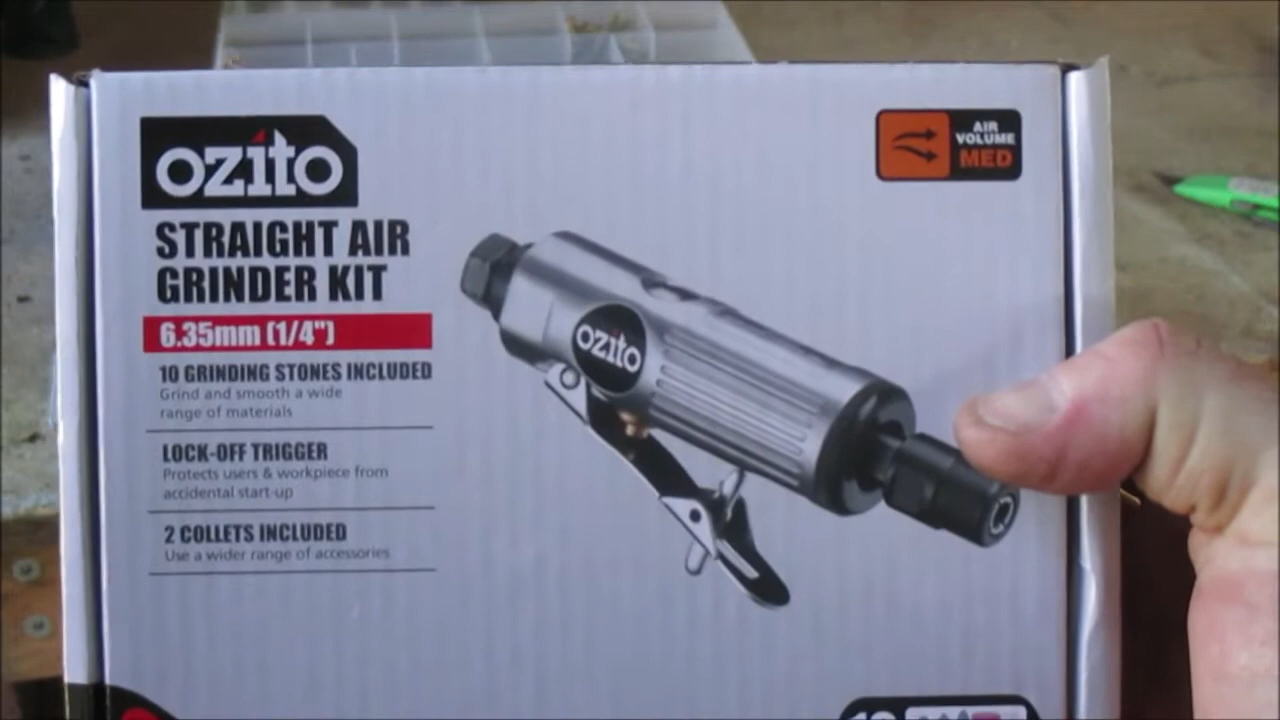 ozito
AIR
VOLUME
MED
STRAIGHT AIR
GRINDER KIT
6.35mm (1/4")
10 GRINDING STONES INCLUDED
Grind and smooth a wide
range of materials
LOCK-OFF TRIGGER
Protects users & workpiece from
accidental start-up
2 COLLETS INCLUDED
Use a wider range of accessories
ozito